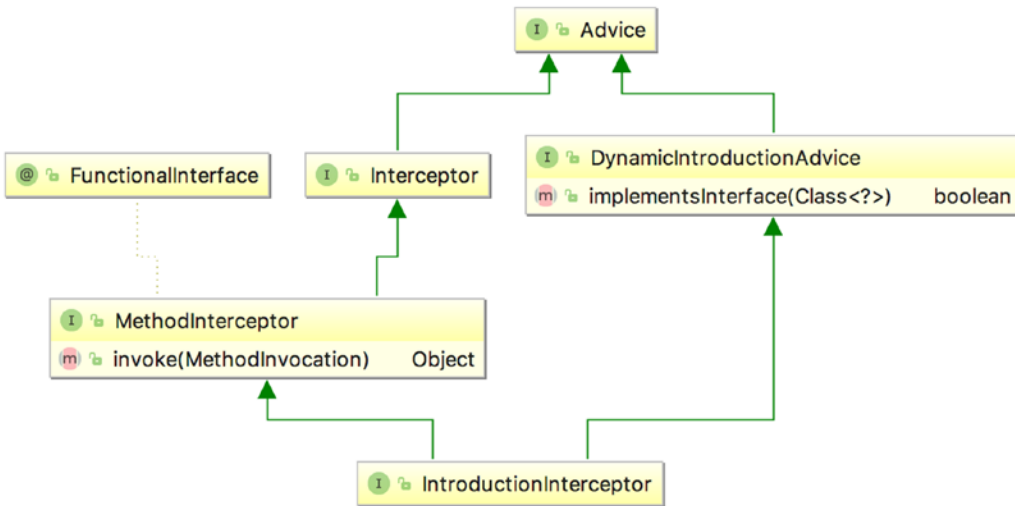 I Advice
@ FunctionalInterface
I Interceptor
I DynamicIntroductionAdvice
m implementsInterface(Class<?>) boolean
I MethodInterceptor
m invoke(MethodInvocation) Object
I IntroductionInterceptor